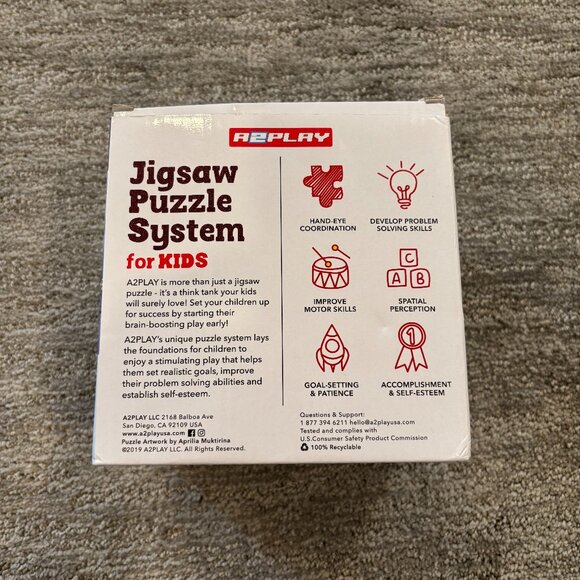 A2PLAY
Jigsaw
Puzzle
System
for KIDS
A2PLAY is more than just a jigsaw
puzzle - it's a think tank your kids
will surely love! Set your children up
for success by starting their
brain-boosting play early!
A2PLAY's unique puzzle system lays
the foundations for children to
enjoy a stimulating play that helps
them set realistic goals, improve
their problem solving abilities and
establish self-esteem.
A2PLAY LLC 2168 Balboa Ave
San Diego, CA 92109 USA
www.a2playusa.com
Puzzle Artwork by Aprilia Muktirina
©2019 A2PLAY LLC. All Rights Reserved.
HAND-EYE
COORDINATION
DEVELOP PROBLEM
SOLVING SKILLS
IMPROVE
MOTOR SKILLS
C
A B
SPATIAL
PERCEPTION
GOAL-SETTING
& PATIENCE
1
ACCOMPLISHMENT
& SELF-ESTEEM
Questions & Support:
1 877 394 6211 hello@a2playusa.com
Tested and complies with
U.S.Consumer Safety Product Commission
100% Recyclable